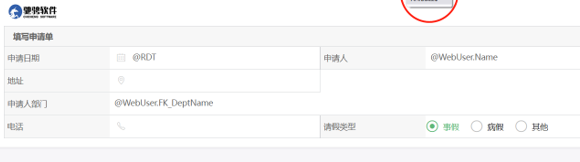 驰骋软件
填写申请单
申请日期 @RDT 申请人 @WebUser.Name
地址
申请人部门 @WebUser.FK_DeptName
电话 请假类型 事假 病假 其他